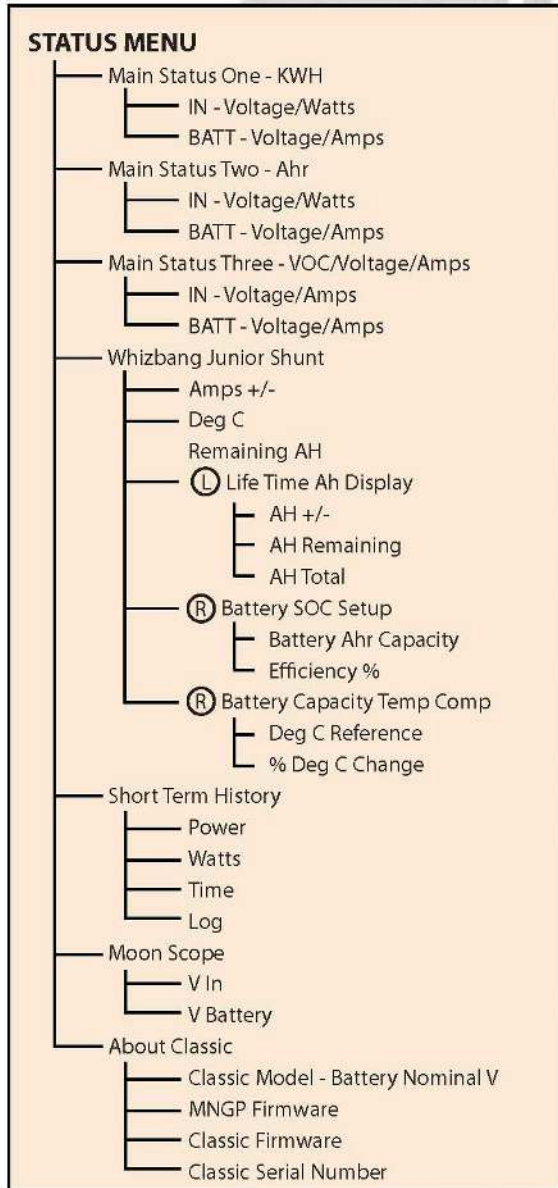 STATUS MENU
Main Status One - KWH
IN - Voltage/Watts
BATT - Voltage/Amps
Main Status Two - Ahr
IN - Voltage/Watts
BATT - Voltage/Amps
Main Status Three - VOC/Voltage/Amps
IN - Voltage/Amps
BATT - Voltage/Amps
Whizbang Junior Shunt
Amps +/-
Deg C
Remaining AH
L Life Time Ah Display
AH +/-
AH Remaining
AH Total
R Battery SOC Setup
Battery Ahr Capacity
Efficiency %
R Battery Capacity Temp Comp
Deg C Reference
% Deg C Change
Short Term History
Power
Watts
Time
Log
Moon Scope
V In
V Battery
About Classic
Classic Model - Battery Nominal V
MNGP Firmware
Classic Firmware
Classic Serial Number